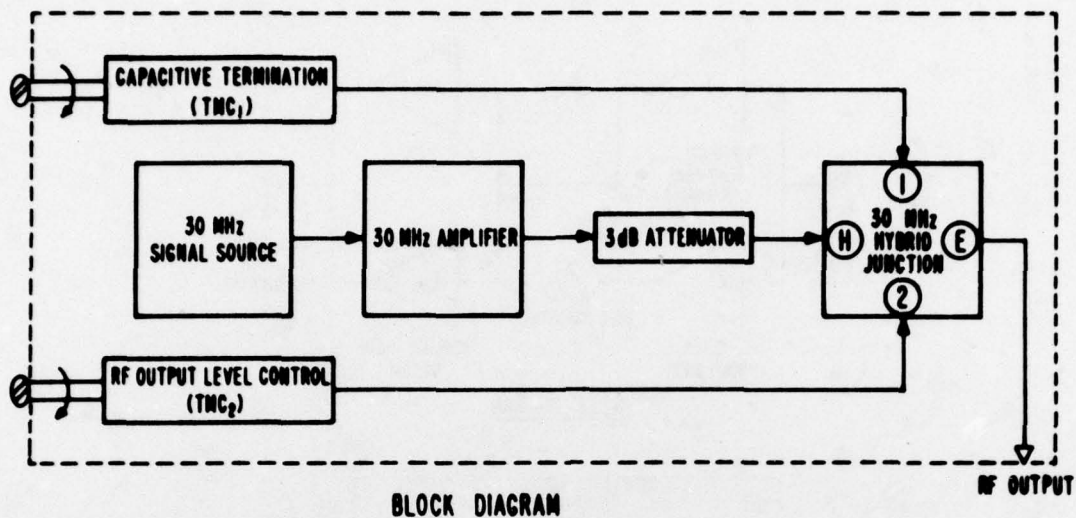 CAPACITIVE TERMINATION
(TMC1)
30 MHz
SIGNAL SOURCE
30 MHz AMPLIFIER
3dB ATTENUATOR
1
H
30 MHz
HYBRID
JUNCTION
E
2
RF OUTPUT LEVEL CONTROL
(TMC2)
RF OUTPUT
BLOCK DIAGRAM